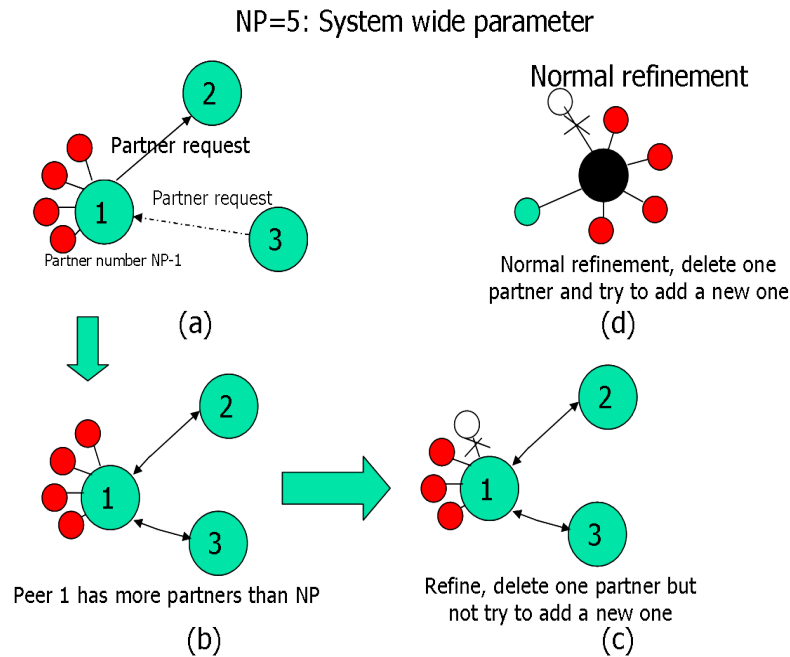 NP=5: System wide parameter
2
Partner request
1
Partner request
3
Partner number NP-1
(a)
Normal refinement
Normal refinement, delete one
partner and try to add a new one
(d)
2
1
3
Peer 1 has more partners than NP
(b)
2
1
3
Refine, delete one partner but
not try to add a new one
(c)